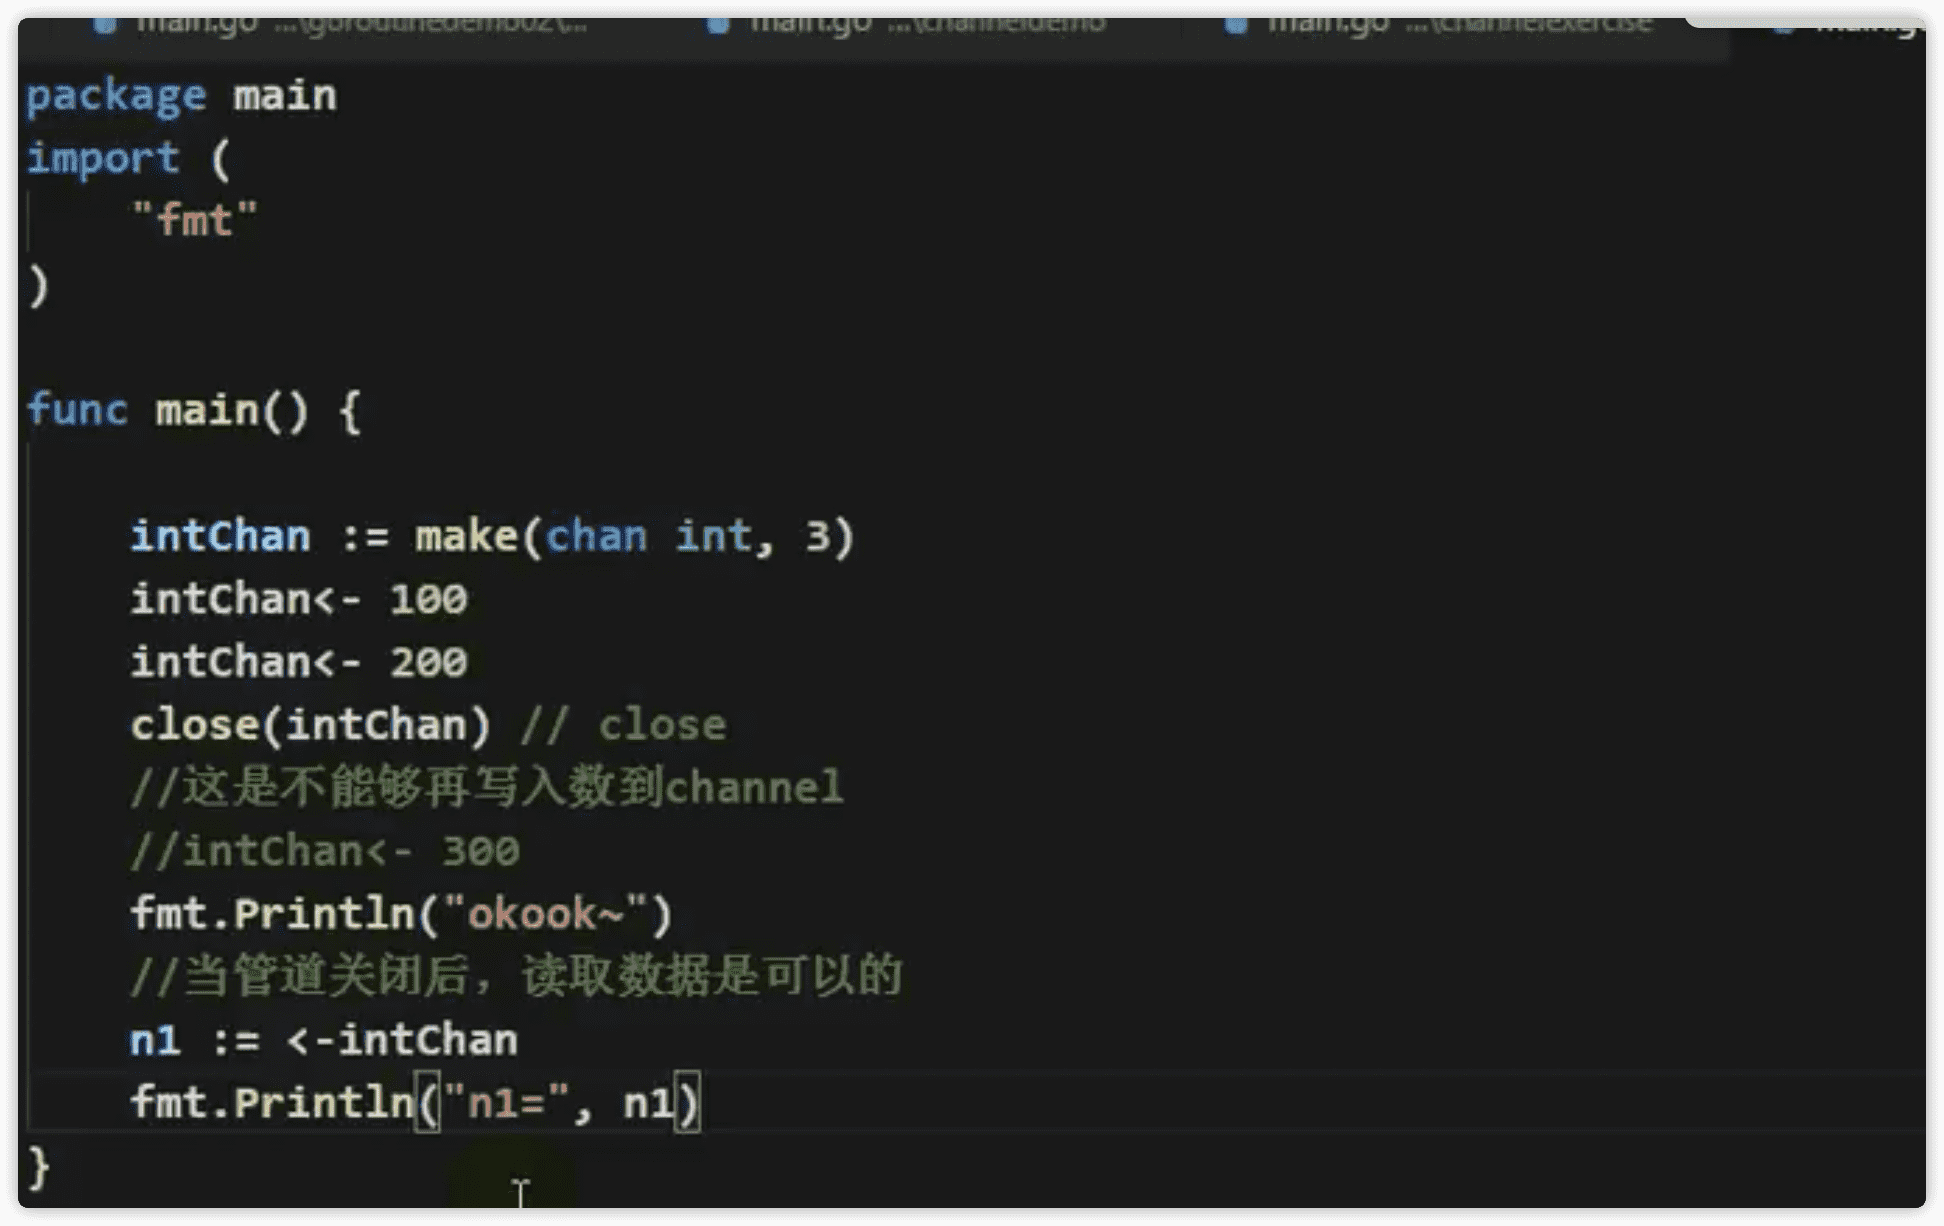 main.go ...\goroutinedemo02\... main.go ...\channeldemo main.go ...\channelexercise
package main
import (
    "fmt"
)
func main() {
    intChan := make(chan int, 3)
    intChan<- 100
    intChan<- 200
    close(intChan) // close
    //这是不能够再写入数到channel
    //intChan<- 300
    fmt.Println("okook~")
    //当管道关闭后，读取数据是可以的
    n1 := <-intChan
    fmt.Println("n1=", n1)
}